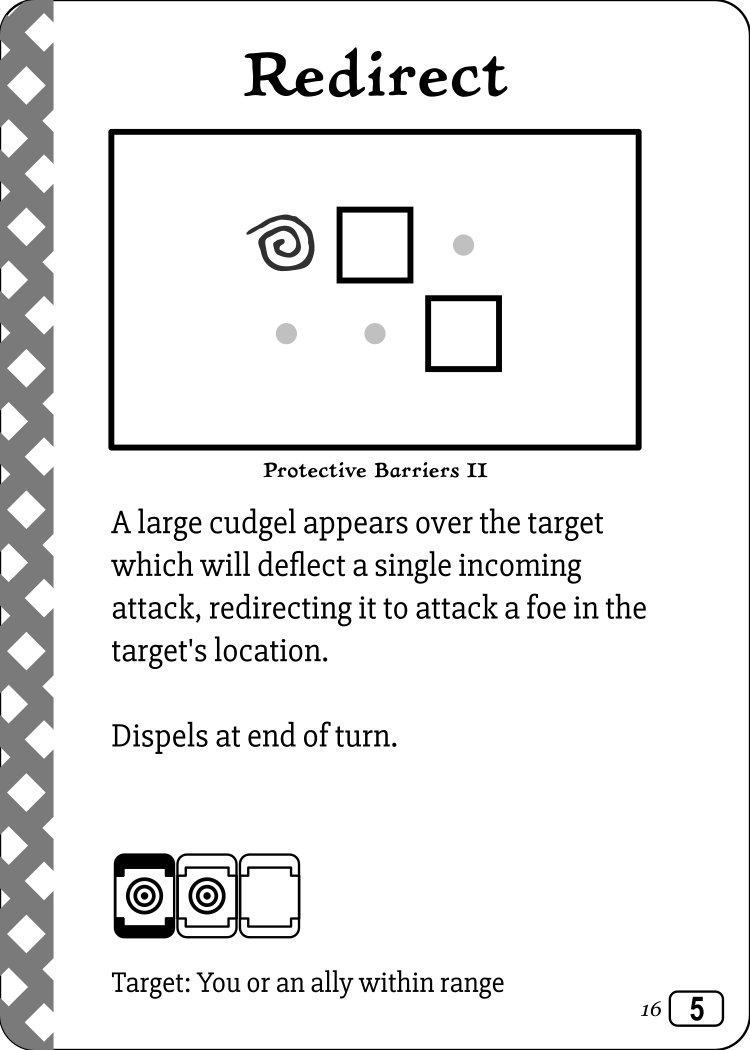 Redirect
Protective Barriers II
A large cudgel appears over the target
which will deflect a single incoming
attack, redirecting it to attack a foe in the
target's location.
Dispels at end of turn.
Target: You or an ally within range
16 5